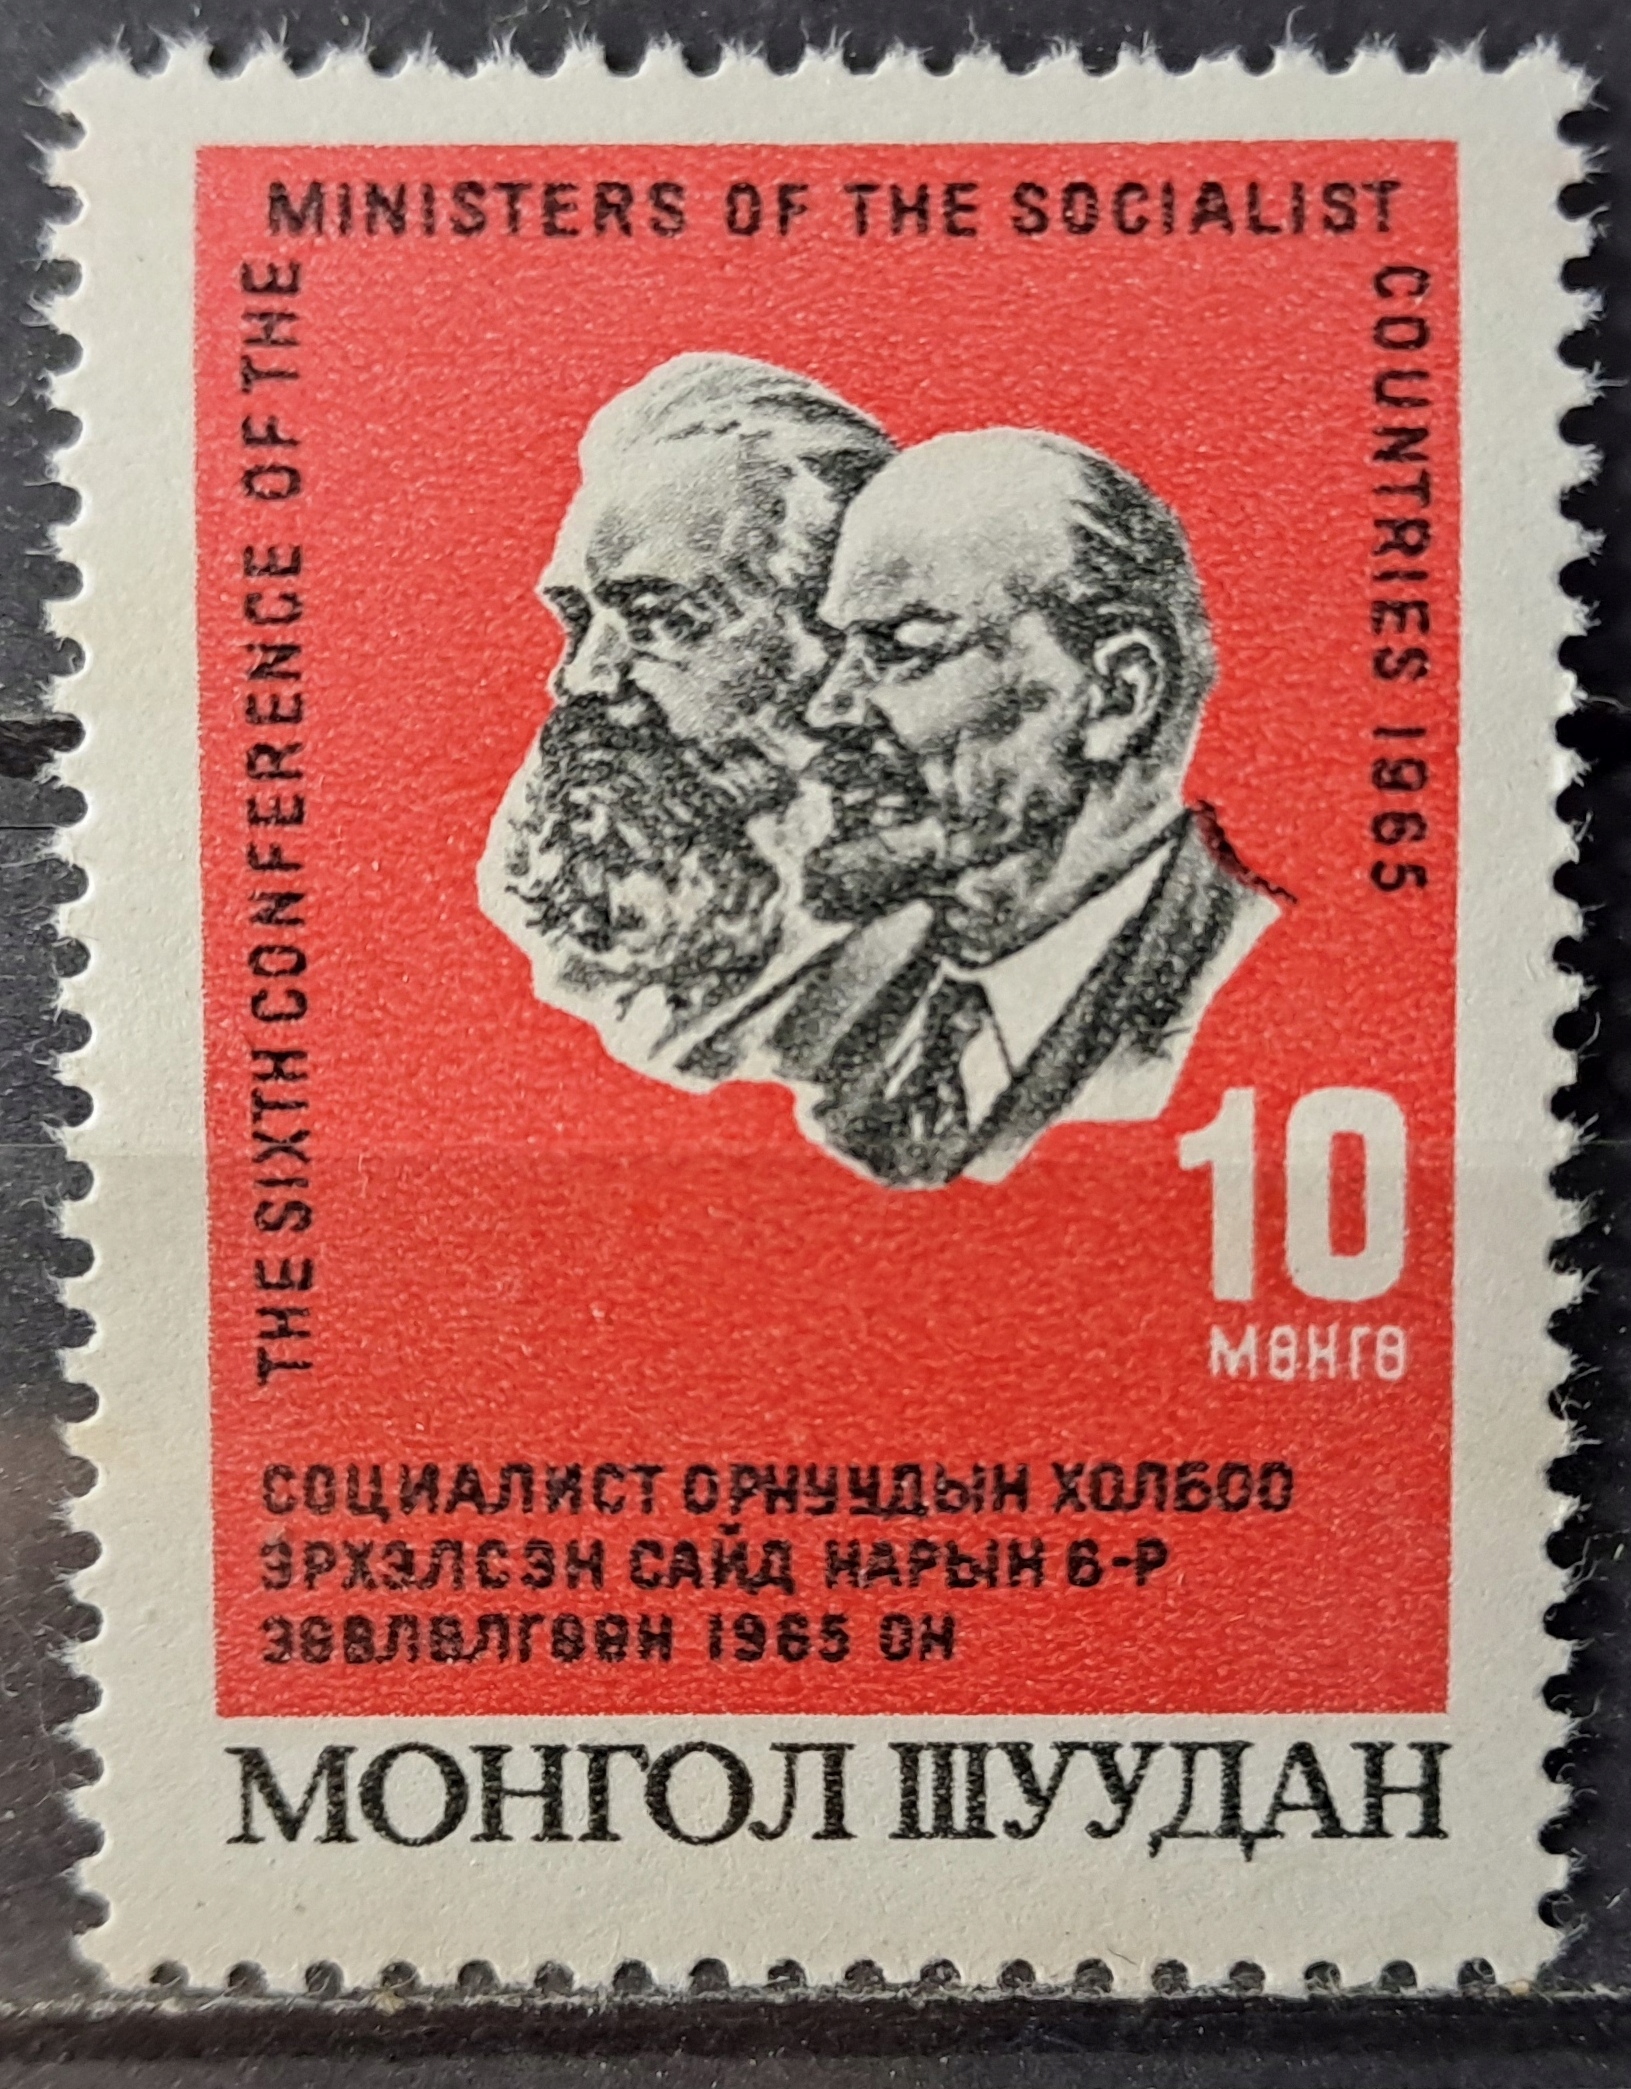 THE SIXTH CONFERENCE OF THE
MINISTERS OF THE SOCIALIST
COUNTRIES 1965
10
МӨНГӨ
СОЦИАЛИСТ ОРНУУДЫН ХОЛБОО
ЭРХЭЛСЭН САЙД НАРЫН 6-Р
ЗӨВЛӨЛГӨӨН 1965 ОН
МОНГОЛ ШУУДАН